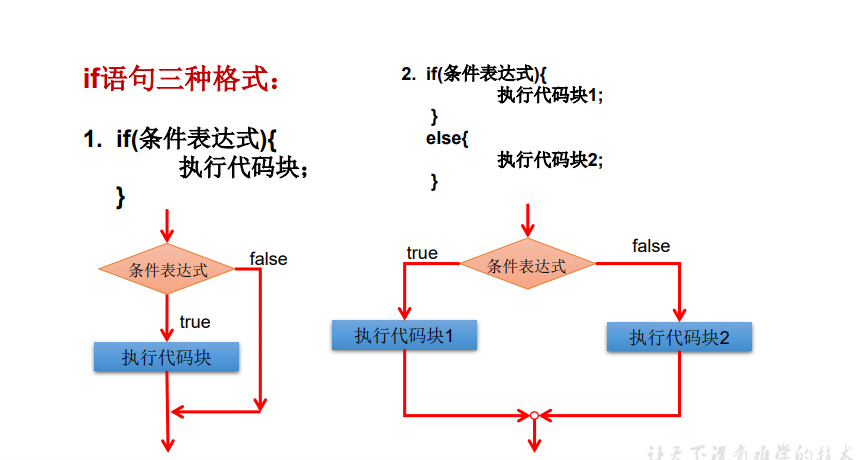 if语句三种格式：
1. if(条件表达式){
执行代码块；
}
false
条件表达式
true
执行代码块
2. if(条件表达式){
执行代码块1;
}
else{
执行代码块2;
}
true
条件表达式
false
执行代码块1
执行代码块2
让天下没有难学的技术